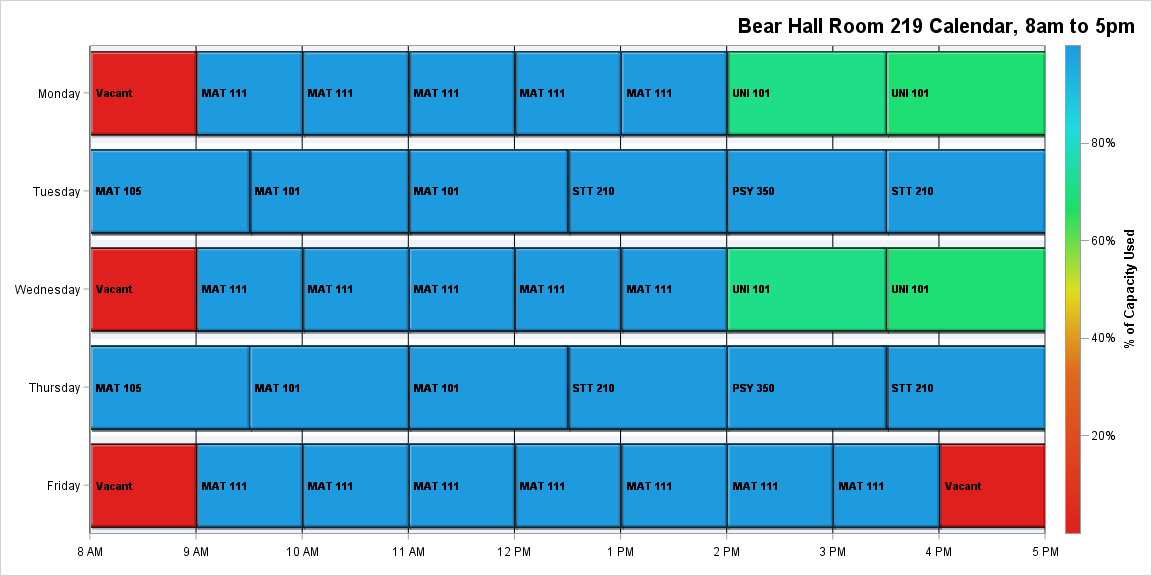 Bear Hall Room 219 Calendar, 8am to 5pm
Monday
Vacant
MAT 111
MAT 111
MAT 111
MAT 111
MAT 111
UNI 101
UNI 101
80%
Tuesday
MAT 105
MAT 101
MAT 101
STT 210
PSY 350
STT 210
60%
Wednesday
Vacant
MAT 111
MAT 111
MAT 111
MAT 111
MAT 111
UNI 101
UNI 101
% of Capacity Used
40%
Thursday
MAT 105
MAT 101
MAT 101
STT 210
PSY 350
STT 210
20%
Friday
Vacant
MAT 111
MAT 111
MAT 111
MAT 111
MAT 111
MAT 111
MAT 111
Vacant
8 AM
9 AM
10 AM
11 AM
12 PM
1 PM
2 PM
3 PM
4 PM
5 PM